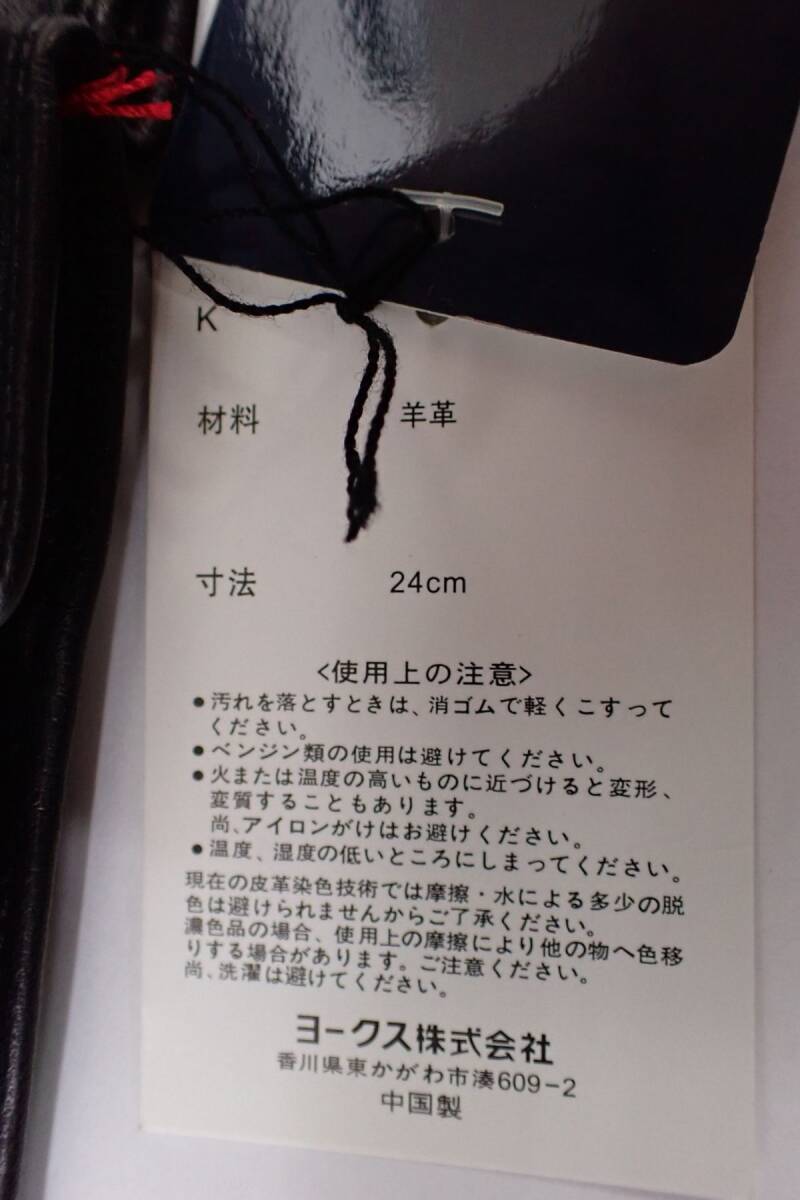 K
材料 羊革
寸法 24cm
<使用上の注意>
●汚れを落とすときは、消ゴムで軽くこすって
ください。
●ベンジン類の使用は避けてください。
●火または温度の高いものに近づけると変形、
変質することもあります。
尚、アイロンがけはお避けください。
●温度、湿度の低いところにしまってください。
現在の皮革染色技術では摩擦・水による多少の脱
色は避けられませんからご了承ください。
濃色品の場合、使用上の摩擦により他の物へ色移
りする場合があります。ご注意ください。
尚、洗濯は避けてください。
ヨークス株式会社
香川県東かがわ市湊609-2
中国製